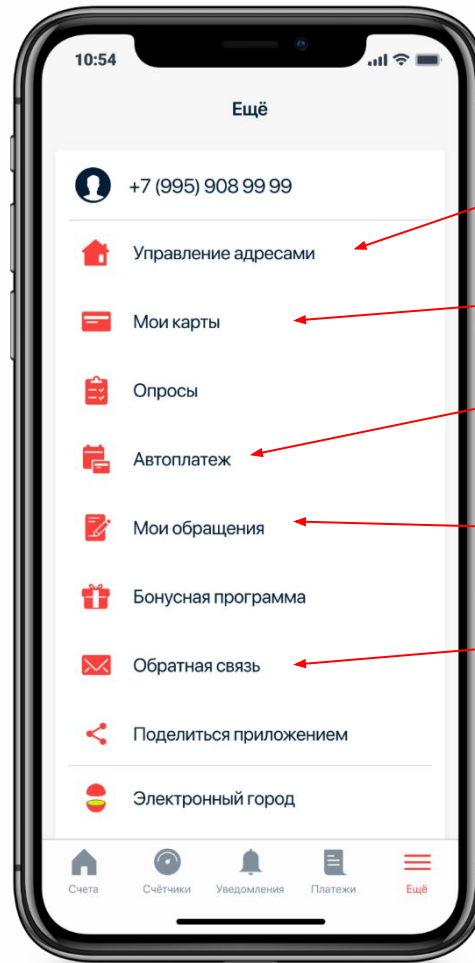 10:54
Ещё
+7 (995) 908 99 99
Управление адресами
Мои карты
Опросы
Автоплатеж
Мои обращения
Бонусная программа
Обратная связь
Поделиться приложением
Электронный город
Счета
Счётчики
Уведомления
Платежи
Ещё